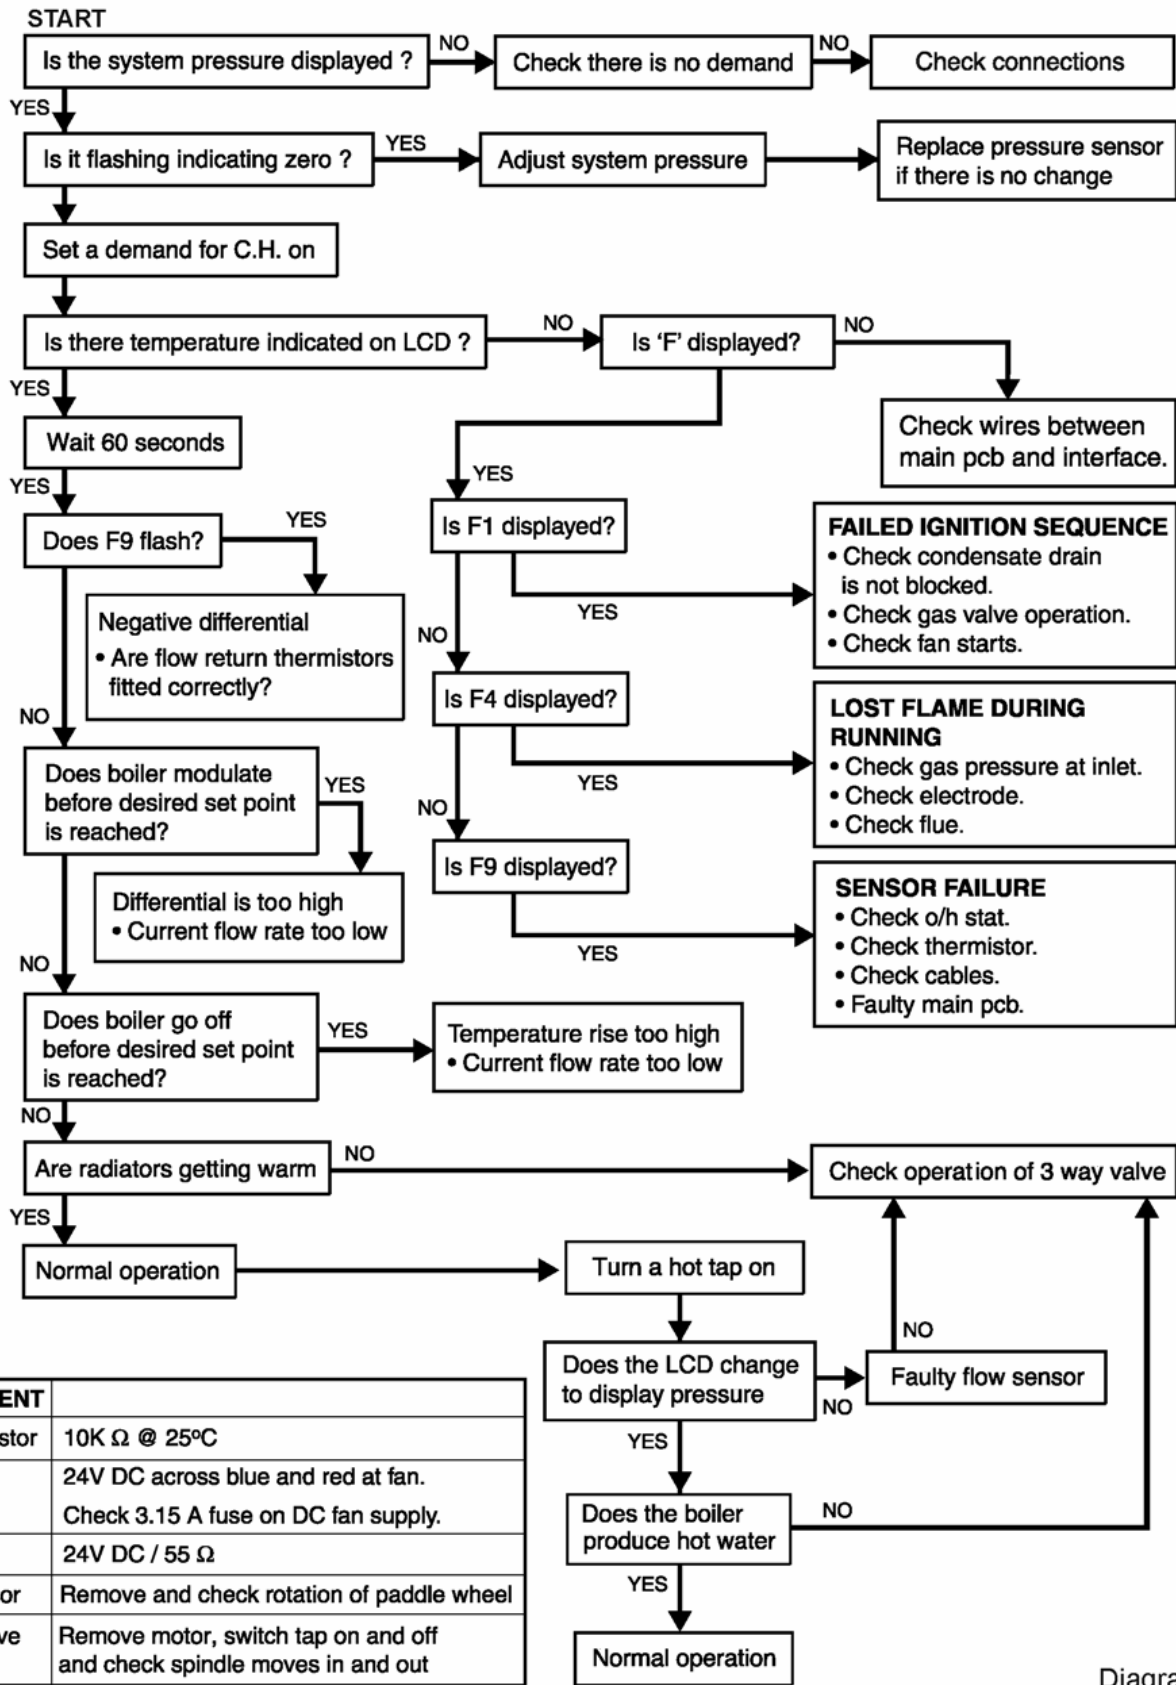 START
Is the system pressure displayed ?
NO
Check there is no demand
NO
Check connections
YES
Is it flashing indicating zero ?
YES
Adjust system pressure
Replace pressure sensor
if there is no change
Set a demand for C.H. on
Is there temperature indicated on LCD ?
NO
Is ‘F’ displayed?
NO
Check wires between
main pcb and interface.
YES
Wait 60 seconds
YES
YES
Is F1 displayed?
Does F9 flash?
YES
FAILED IGNITION SEQUENCE
• Check condensate drain
is not blocked.
• Check gas valve operation.
• Check fan starts.
YES
Negative differential
• Are flow return thermistors
fitted correctly?
NO
NO
Is F4 displayed?
LOST FLAME DURING
RUNNING
• Check gas pressure at inlet.
• Check electrode.
• Check flue.
YES
Does boiler modulate
before desired set point
is reached?
YES
NO
Is F9 displayed?
SENSOR FAILURE
• Check o/h stat.
• Check thermistor.
• Check cables.
• Faulty main pcb.
YES
Differential is too high
• Current flow rate too low
NO
Does boiler go off
before desired set point
is reached?
YES
Temperature rise too high
• Current flow rate too low
NO
Are radiators getting warm
NO
Check operation of 3 way valve
YES
Normal operation
Turn a hot tap on
Does the LCD change
to display pressure
NO
Faulty flow sensor
NO
YES
Does the boiler
produce hot water
NO
YES
Normal operation
ENT
stor 10K Ω @ 25ºC
24V DC across blue and red at fan.
Check 3.15 A fuse on DC fan supply.
24V DC / 55 Ω
or Remove and check rotation of paddle wheel
ve Remove motor, switch tap on and off
and check spindle moves in and out
Diagra